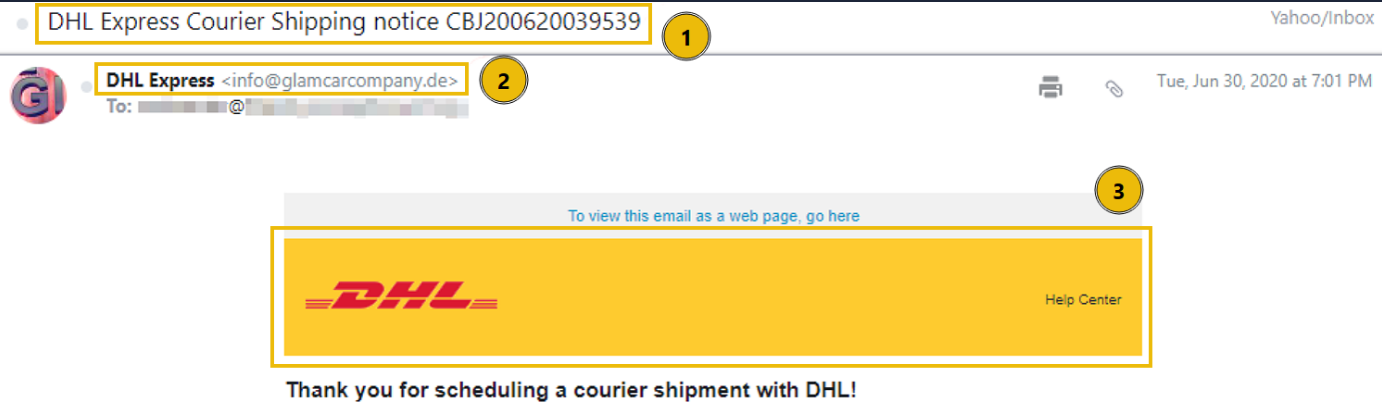 DHL Express Courier Shipping notice CBJ200620039539
1
Yahoo/Inbox
GI
DHL Express <info@glamcarcompany.de>
2
Tue, Jun 30, 2020 at 7:01 PM
To: @
3
To view this email as a web page, go here
DHL
Help Center
Thank you for scheduling a courier shipment with DHL!